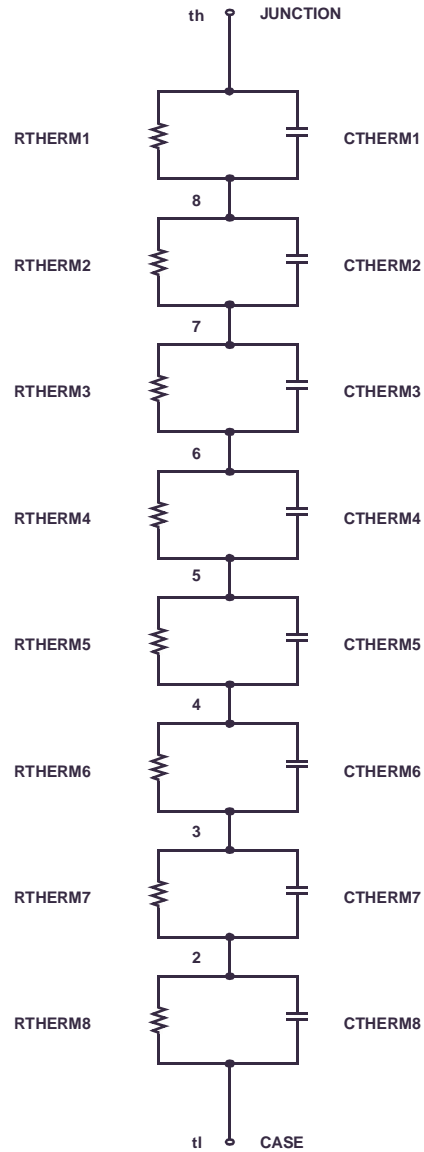 th JUNCTION
RTHERM1 CTHERM1
8
RTHERM2 CTHERM2
7
RTHERM3 CTHERM3
6
RTHERM4 CTHERM4
5
RTHERM5 CTHERM5
4
RTHERM6 CTHERM6
3
RTHERM7 CTHERM7
2
RTHERM8 CTHERM8
tl CASE